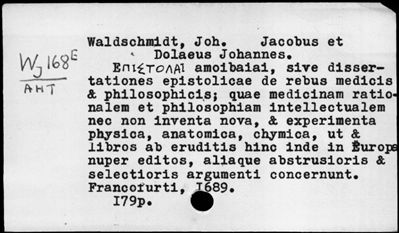 Waldschmidt, Joh. Jacobus et
Dolaeus Johannes.
WJ 168E
AHT
Επιςτολαῒ amoibaiai, sive disser-
tationes epistolicae de rebus medicis
& philosophicis; quae medicinam ratio-
nalem et philosophiam intellectualem
nec non inventa nova, & experimenta
physica, anatomica, chymica, ut &
libros ab eruditis hinc inde in Europa
nuper editos, aliaque abstrusioris &
selectioris argumenti concernunt.
Francofurti, I689.
I79p.